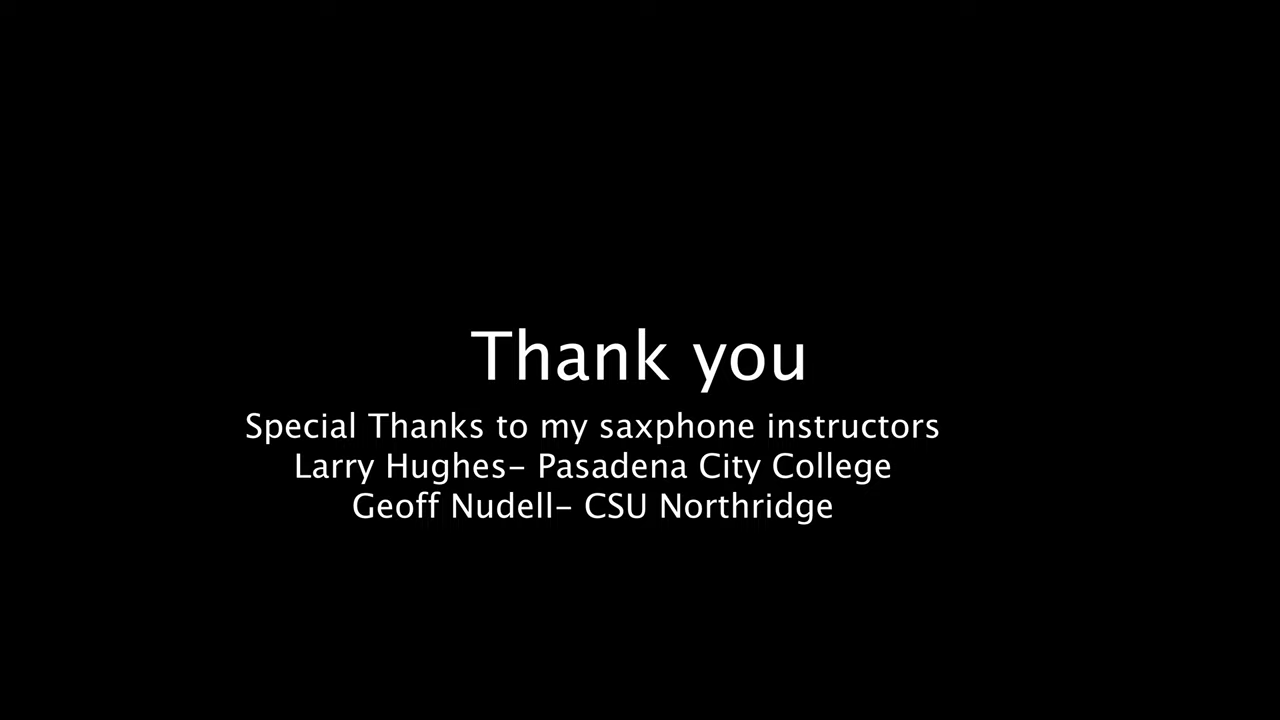 Thank you
Special Thanks to my saxphone instructors
Larry Hughes- Pasadena City College
Geoff Nudell- CSU Northridge